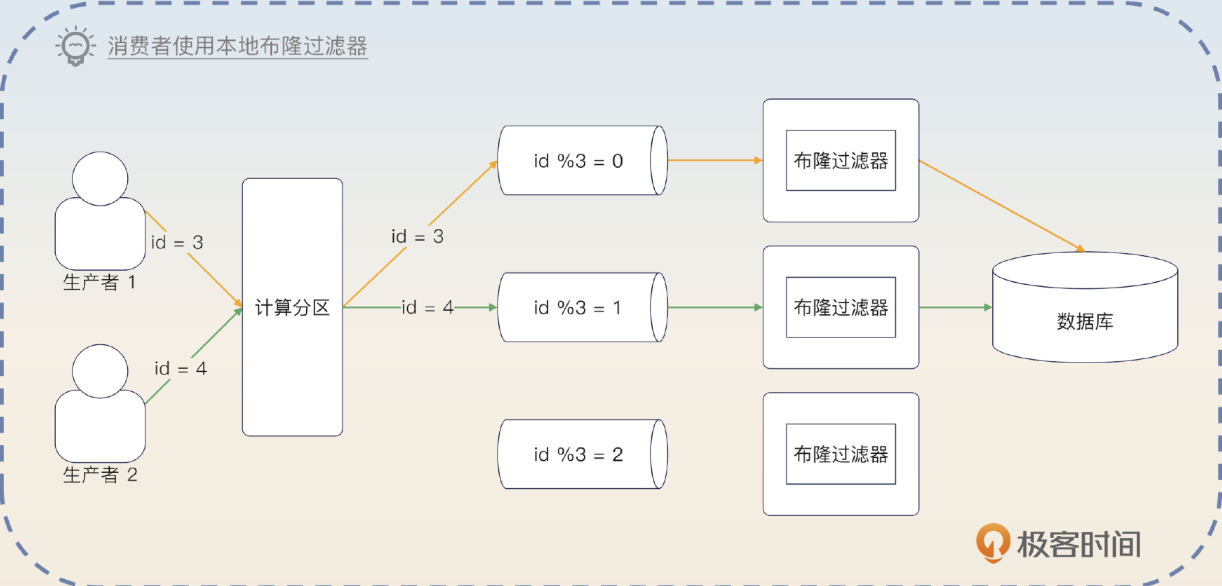 消费者使用本地布隆过滤器
id %3 = 0
布隆过滤器
id = 3
id = 3
生产者 1
计算分区
id = 4
id %3 = 1
布隆过滤器
数据库
id = 4
生产者 2
id %3 = 2
布隆过滤器
极客时间